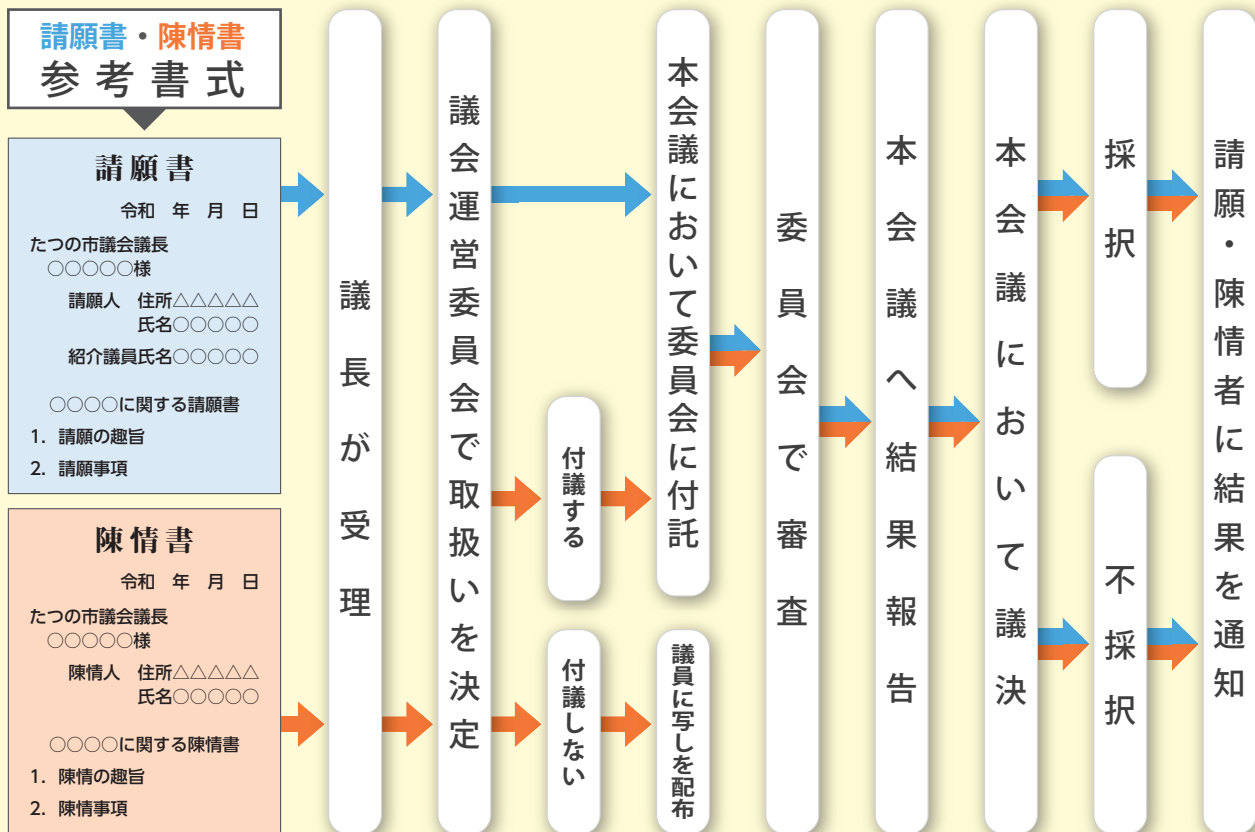 請願書・陳情書
参考書式
請願書
令和 年 月 日
たつの市議会議長
○○○○○様
請願人 住所△△△△△
氏名○○○○○
紹介議員氏名○○○○○
○○○○に関する請願書
1. 請願の趣旨
2. 請願事項
陳情書
令和 年 月 日
たつの市議会議長
○○○○○様
陳情人 住所△△△△△
氏名○○○○○
○○○○に関する陳情書
1. 陳情の趣旨
2. 陳情事項
議長が受理
議会運営委員会で取扱いを決定
付議する
付議しない
本会議において委員会に付託
議員に写しを配布
委員会で審査
本会議へ結果報告
本会議において議決
採択
不採択
請願・陳情者に結果を通知